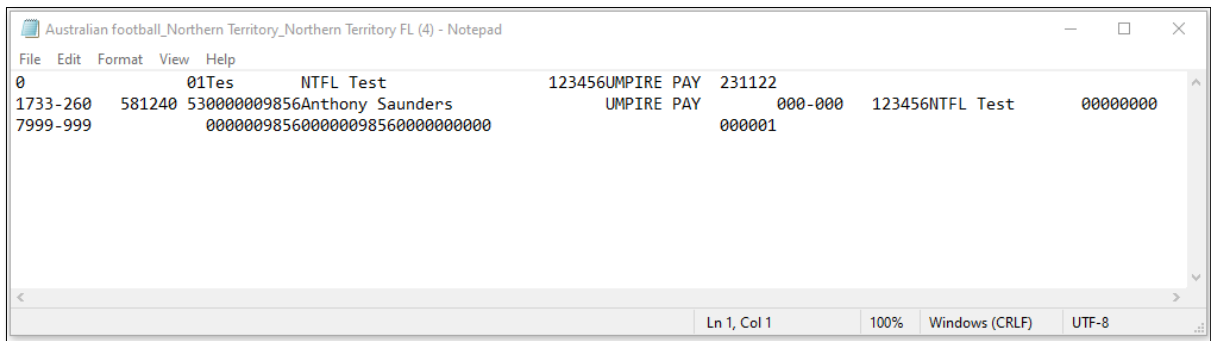 Australian football_Northern Territory_Northern Territory FL (4) - Notepad
File Edit Format View Help
0                 01Tes       NTFL Test                 123456UMPIRE PAY  231122
1733-260   581240 530000009856Anthony Saunders                UMPIRE PAY        000-000   123456NTFL Test       00000000
7999-999            000000985600000098560000000000                        000001
Ln 1, Col 1 100% Windows (CRLF) UTF-8